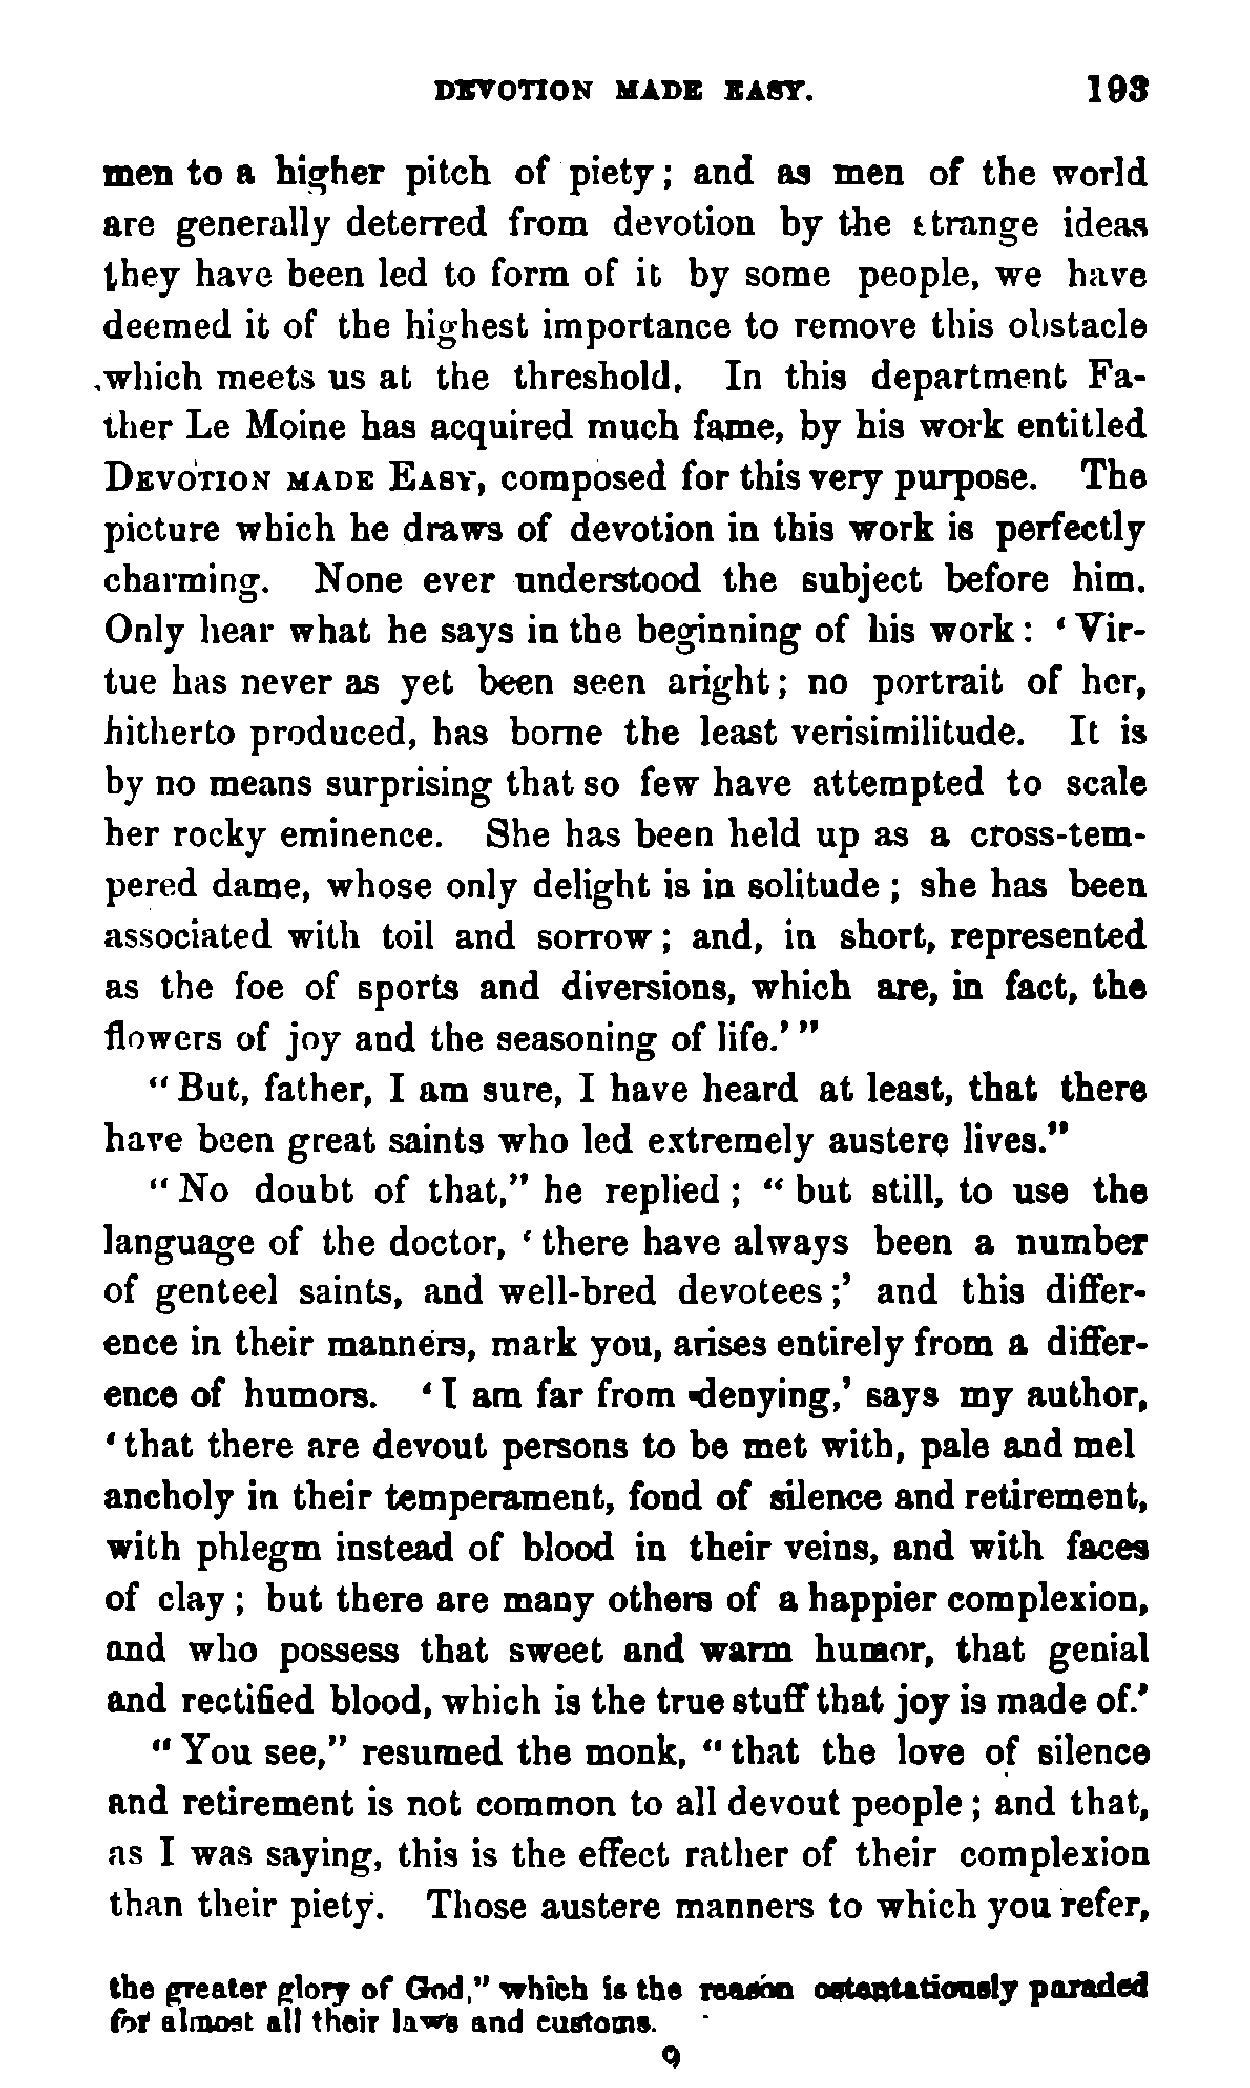 DEVOTION MADE EASY. 193
men to a higher pitch of piety; and as men of the world
are generally deterred from devotion by the strange ideas
they have been led to form of it by some people, we have
deemed it of the highest importance to remove this obstacle
which meets us at the threshold. In this department Fa-
ther Le Moine has acquired much fame, by his work entitled
DEVOTION MADE EASY, composed for this very purpose. The
picture which he draws of devotion in this work is perfectly
charming. None ever understood the subject before him.
Only hear what he says in the beginning of his work: ‘Vir-
tue has never as yet been seen aright; no portrait of her,
hitherto produced, has borne the least verisimilitude. It is
by no means surprising that so few have attempted to scale
her rocky eminence. She has been held up as a cross-tem-
pered dame, whose only delight is in solitude; she has been
associated with toil and sorrow; and, in short, represented
as the foe of sports and diversions, which are, in fact, the
flowers of joy and the seasoning of life.’”
“But, father, I am sure, I have heard at least, that there
have been great saints who led extremely austere lives.”
“No doubt of that,” he replied; “but still, to use the
language of the doctor, ‘there have always been a number
of genteel saints, and well-bred devotees;’ and this differ-
ence in their manners, mark you, arises entirely from a differ-
ence of humors. ‘I am far from denying,’ says my author,
‘that there are devout persons to be met with, pale and mel
ancholy in their temperament, fond of silence and retirement,
with phlegm instead of blood in their veins, and with faces
of clay; but there are many others of a happier complexion,
and who possess that sweet and warm humor, that genial
and rectified blood, which is the true stuff that joy is made of.’
“You see,” resumed the monk, “that the love of silence
and retirement is not common to all devout people; and that,
as I was saying, this is the effect rather of their complexion
than their piety. Those austere manners to which you refer,
the greater glory of God,” which is the reason ostentatiously paraded
for almost all their laws and customs.
9